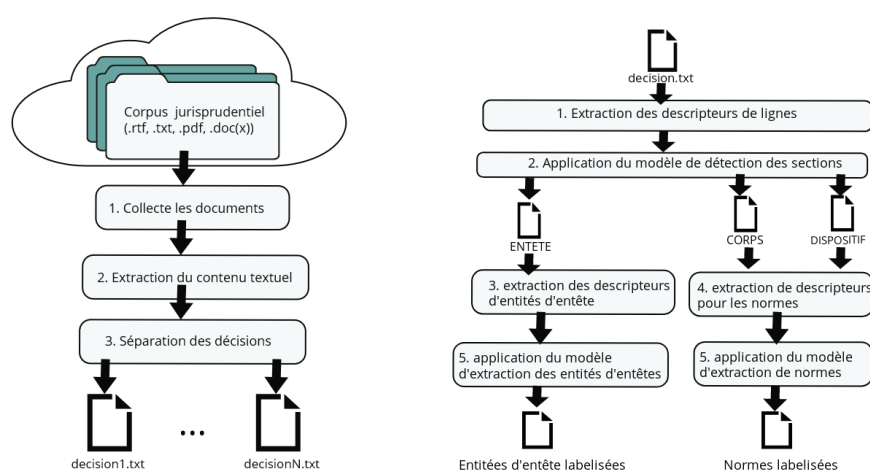 Corpus jurisprudentiel
(.rtf, .txt, .pdf, .doc(x))
1. Collecte les documents
2. Extraction du contenu textuel
3. Séparation des décisions
...
decision1.txt
decisionN.txt
decision.txt
1. Extraction des descripteurs de lignes
2. Application du modèle de détection des sections
ENTETE
CORPS
DISPOSITIF
3. extraction des descripteurs
d'entités d'entête
4. extraction de descripteurs
pour les normes
5. application du modèle
d'extraction des entités d'entêtes
5. application du modèle
d'extraction de normes
Entitées d'entête labelisées
Normes labelisées